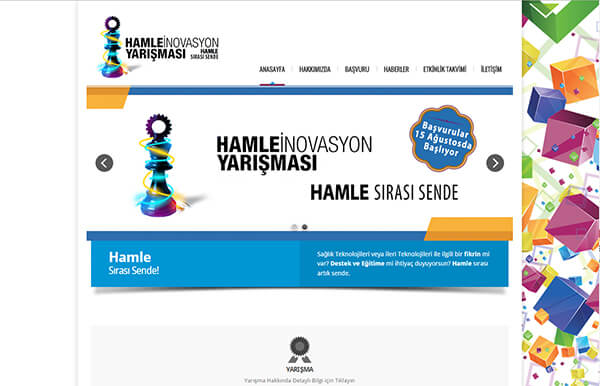 HAMLEİNOVASYON
YARIŞMASI HAMLE
SIRASI SENDE
ANASAYFA HAKKIMIZDA BAŞVURU HABERLER ETKİNLİK TAKVİMİ İLETİŞİM
HAMLEİNOVASYON
YARIŞMASI
HAMLE SIRASI SENDE
Başvurular
15 Ağustosda
Başlıyor
Hamle
Sırası Sende!
Sağlık Teknolojileri veya İleri Teknolojileri ile ilgili bir fikrin mi
var? Destek ve Eğitime mi ihtiyaç duyuyorsun? Hamle sırası
artık sende.
YARIŞMA
Yarışma Hakkında Detaylı Bilgi için Tıklayın